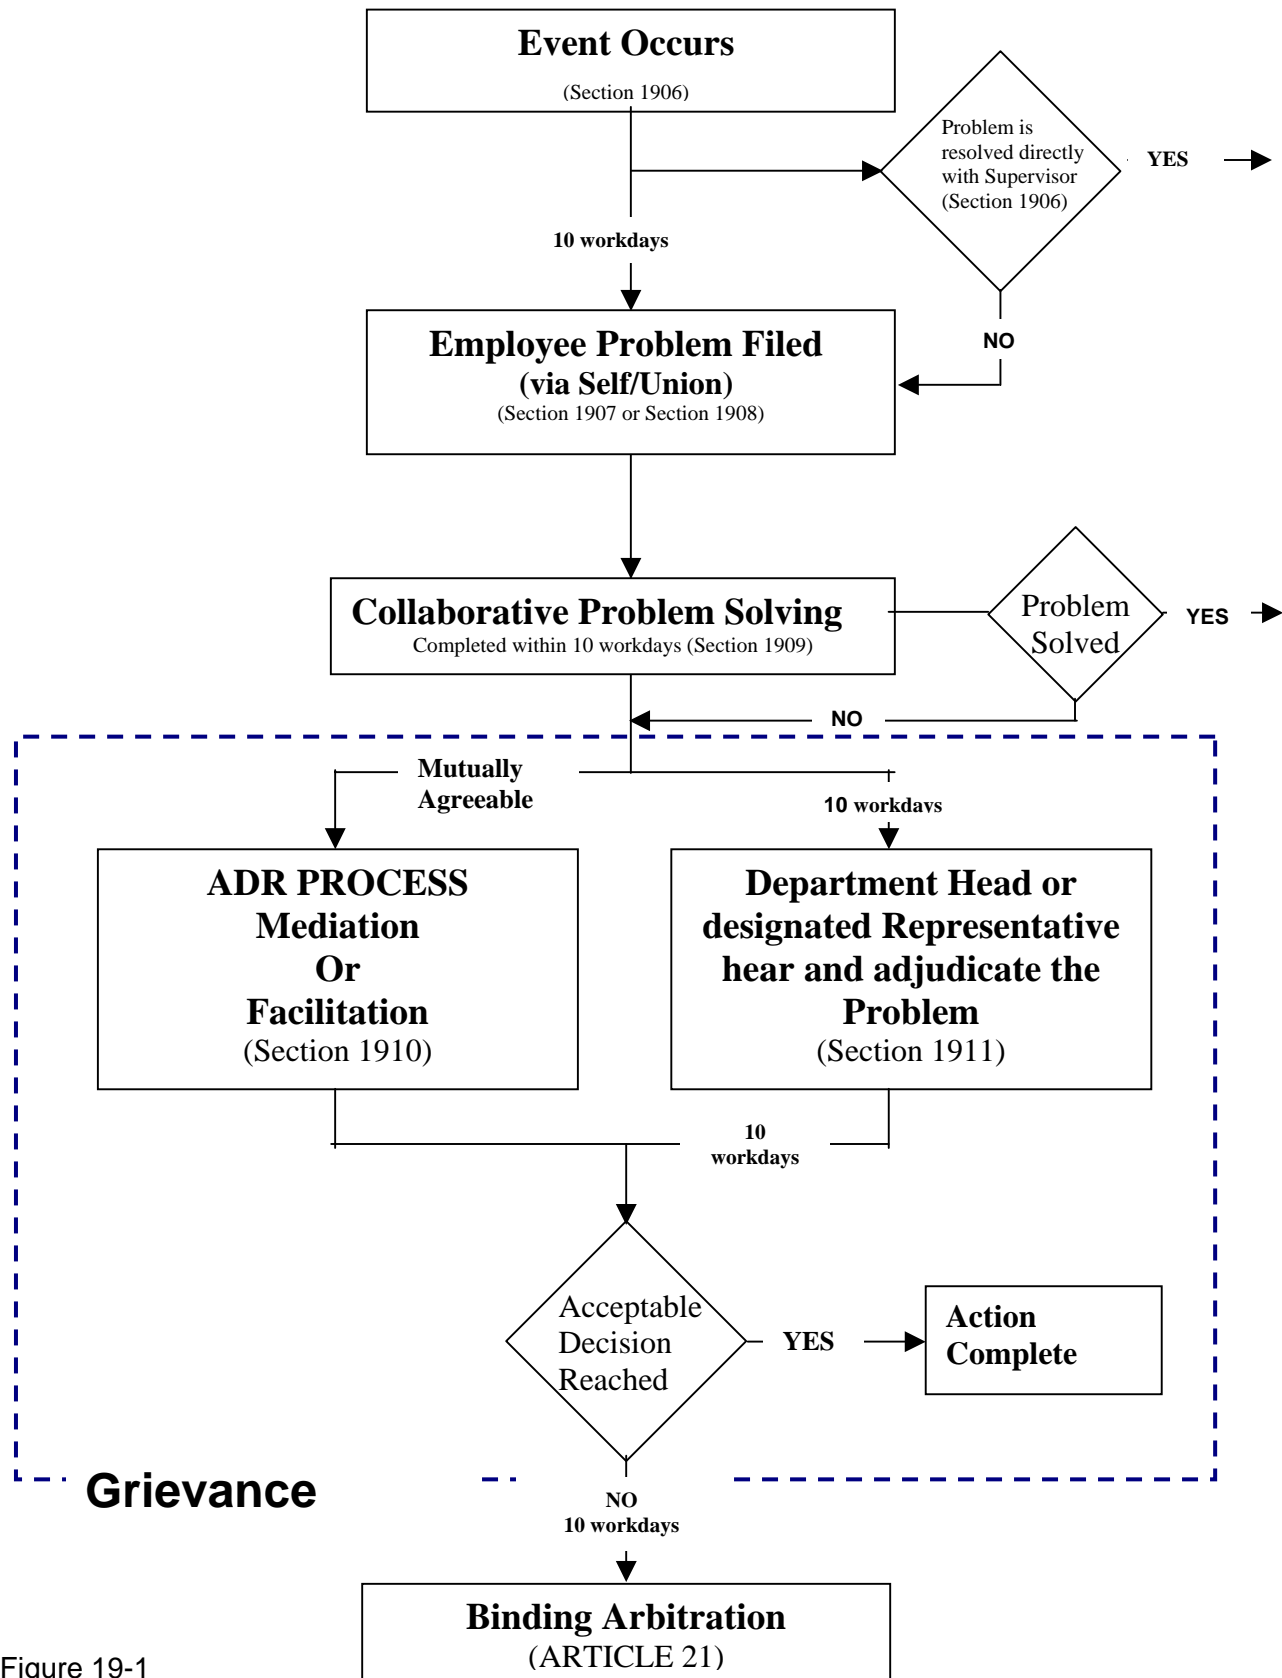 Event Occurs
(Section 1906)
Problem is
resolved directly
with Supervisor
(Section 1906)
YES
10 workdays
NO
Employee Problem Filed
(via Self/Union)
(Section 1907 or Section 1908)
Collaborative Problem Solving
Completed within 10 workdays (Section 1909)
Problem
Solved
YES
NO
Mutually
Agreeable
10 workdays
ADR PROCESS
Mediation
Or
Facilitation
(Section 1910)
Department Head or
designated Representative
hear and adjudicate the
Problem
(Section 1911)
10
workdays
Acceptable
Decision
Reached
YES
Action
Complete
Grievance
NO
10 workdays
Binding Arbitration
(ARTICLE 21)
Figure 19-1